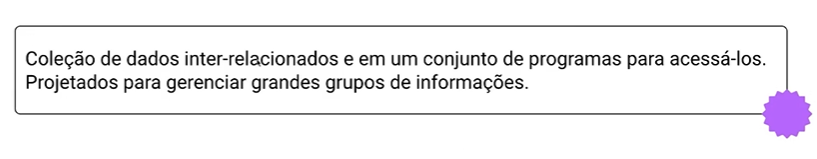 Coleção de dados inter-relacionados e em um conjunto de programas para acessá-los.
Projetados para gerenciar grandes grupos de informações.